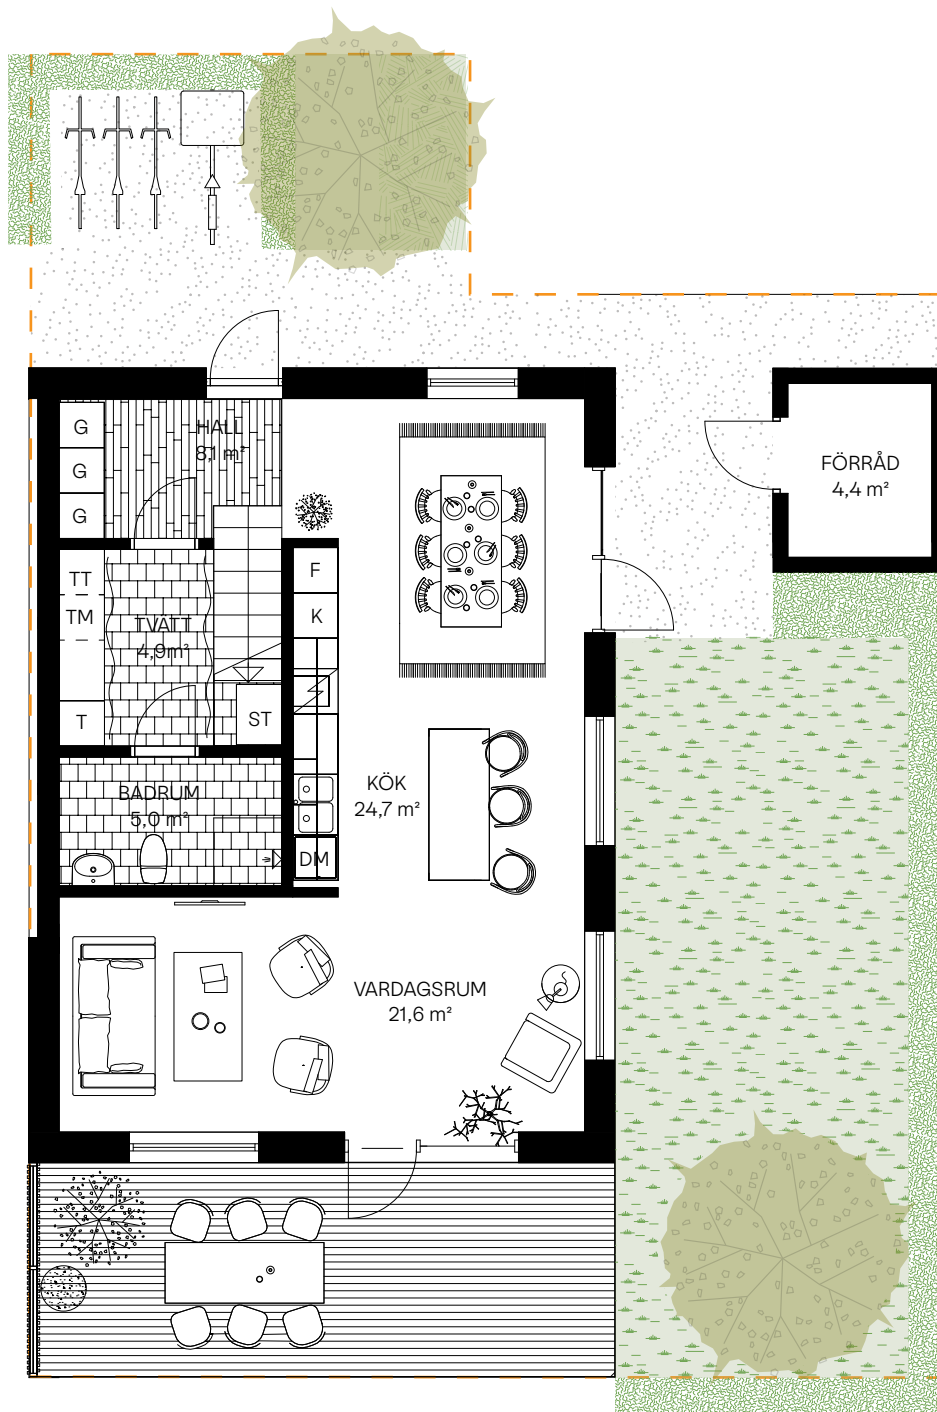 HALL
8,1 m²
G
G
G
FÖRRÅD
4,4 m²
F
K
TT
TM
TVÄTT
4,9m²
T
ST
KÖK
24,7 m²
BADRUM
5,0 m²
DM
VARDAGSRUM
21,6 m²